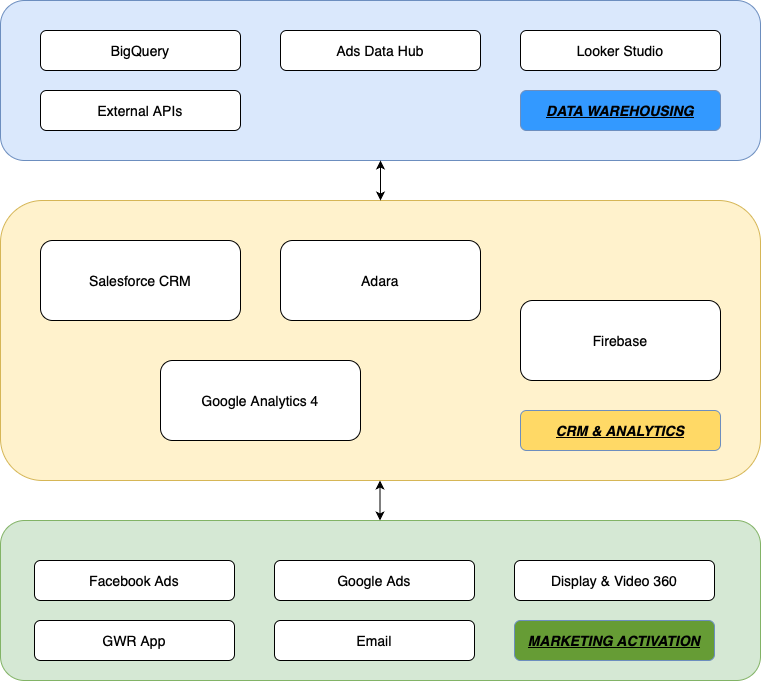 BigQuery
Ads Data Hub
Looker Studio
External APIs
DATA WAREHOUSING
Salesforce CRM
Adara
Firebase
Google Analytics 4
CRM & ANALYTICS
Facebook Ads
Google Ads
Display & Video 360
GWR App
Email
MARKETING ACTIVATION